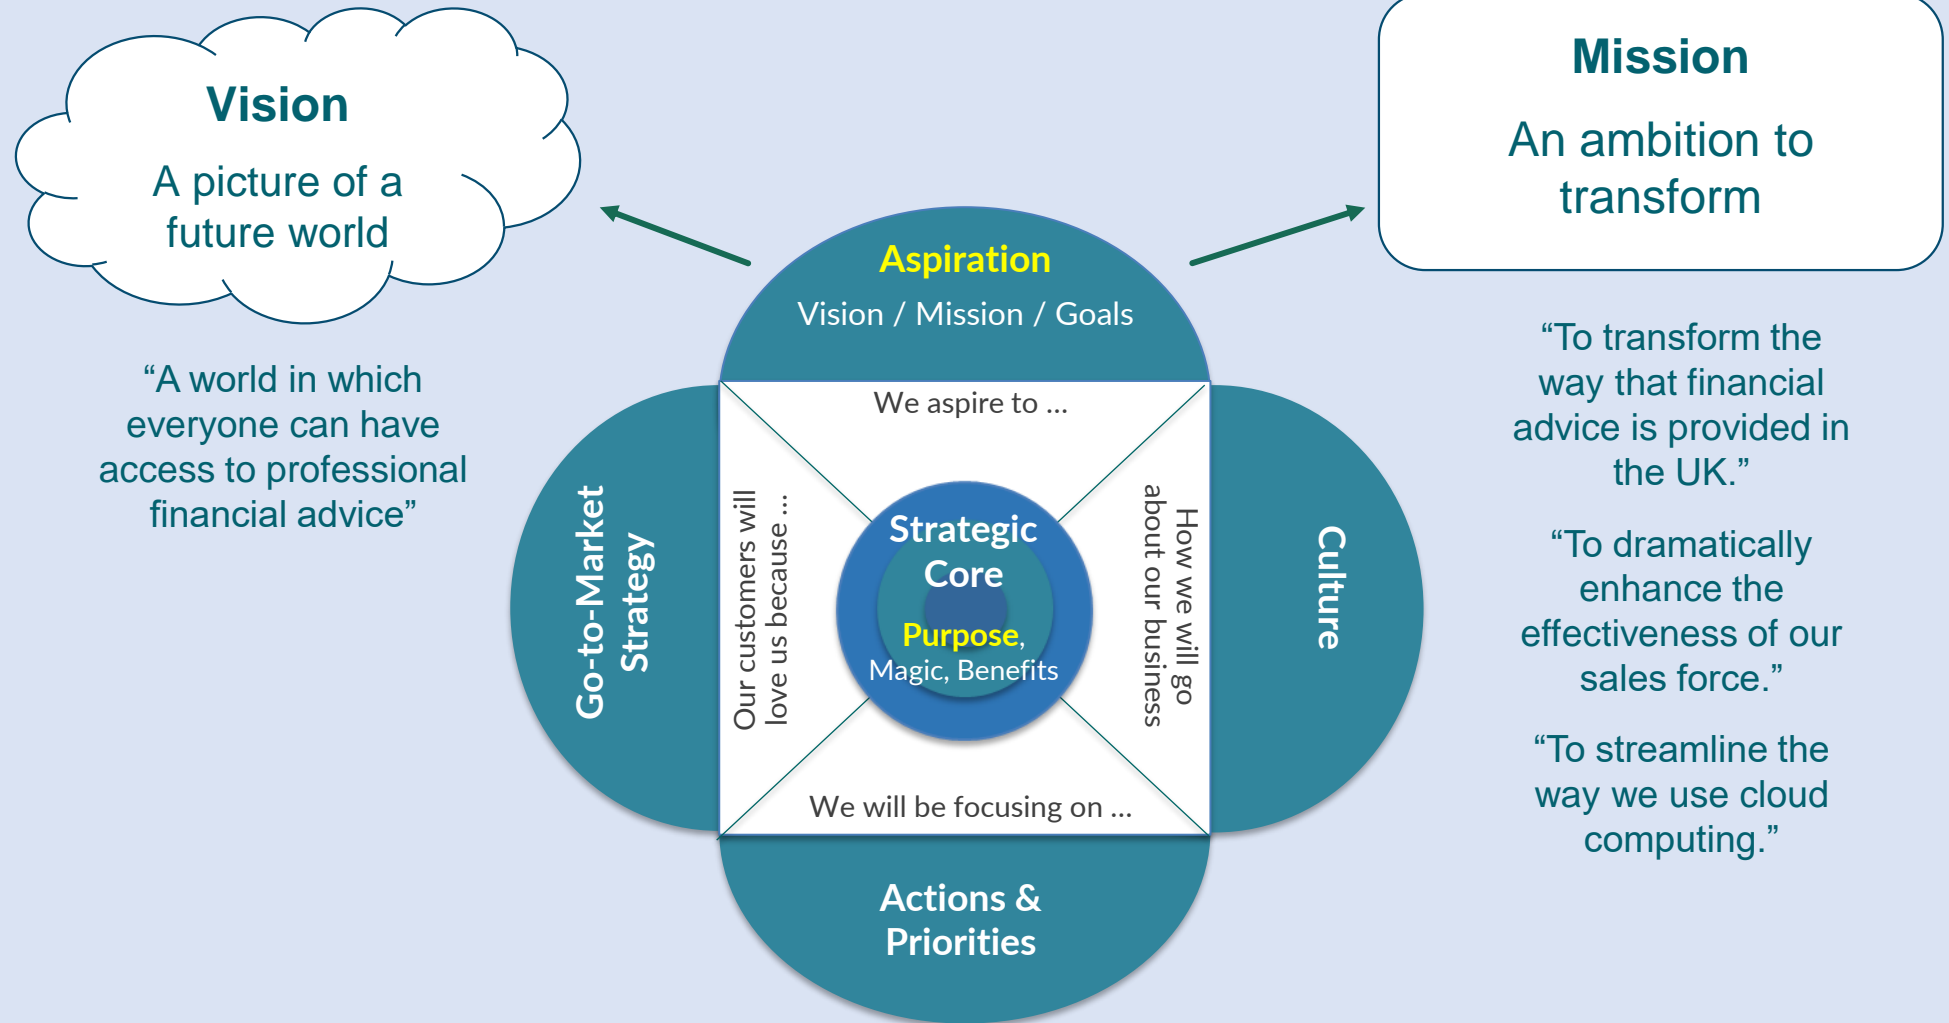 Vision
A picture of a
future world
“A world in which
everyone can have
access to professional
financial advice”
Mission
An ambition to
transform
“To transform the
way that financial
advice is provided in
the UK.”
“To dramatically
enhance the
effectiveness of our
sales force.”
“To streamline the
way we use cloud
computing.”
Aspiration
Vision / Mission / Goals
We aspire to ...
Go-to-Market
Strategy
Our customers will
love us because ...
Strategic
Core
Purpose,
Magic, Benefits
How we will go
about our business
Culture
We will be focusing on ...
Actions &
Priorities